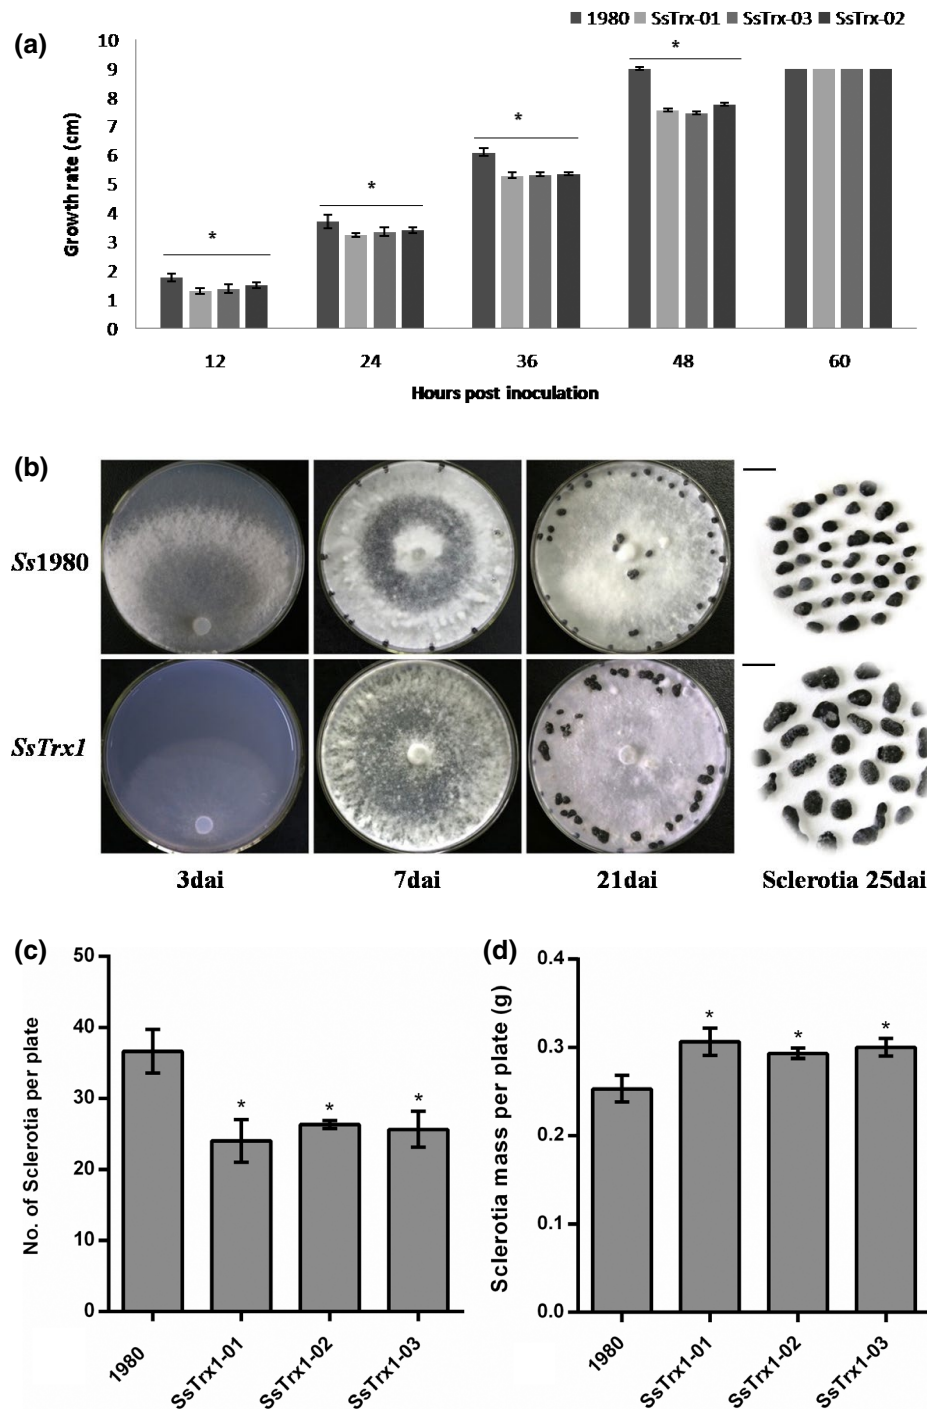 1980 SsTrx-01 SsTrx-03 SsTrx-02
(a)
10
9
8
7
6
5
4
3
2
1
0
Growth rate (cm)
*
*
*
*
12 24 36 48 60
Hours post inoculation
(b)
Ss1980
SsTrx1
3dai 7dai 21dai Sclerotia 25dai
(c)
50
40
30
20
10
0
No. of Sclerotia per plate
* * *
1980 SsTrx1-01 SsTrx1-02 SsTrx1-03
(d)
0.4
0.3
0.2
0.1
0.0
Sclerotia mass per plate (g)
* * *
1980 SsTrx1-01 SsTrx1-02 SsTrx1-03